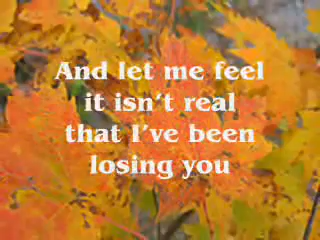 And let me feel
it isn't real
that I've been
losing you